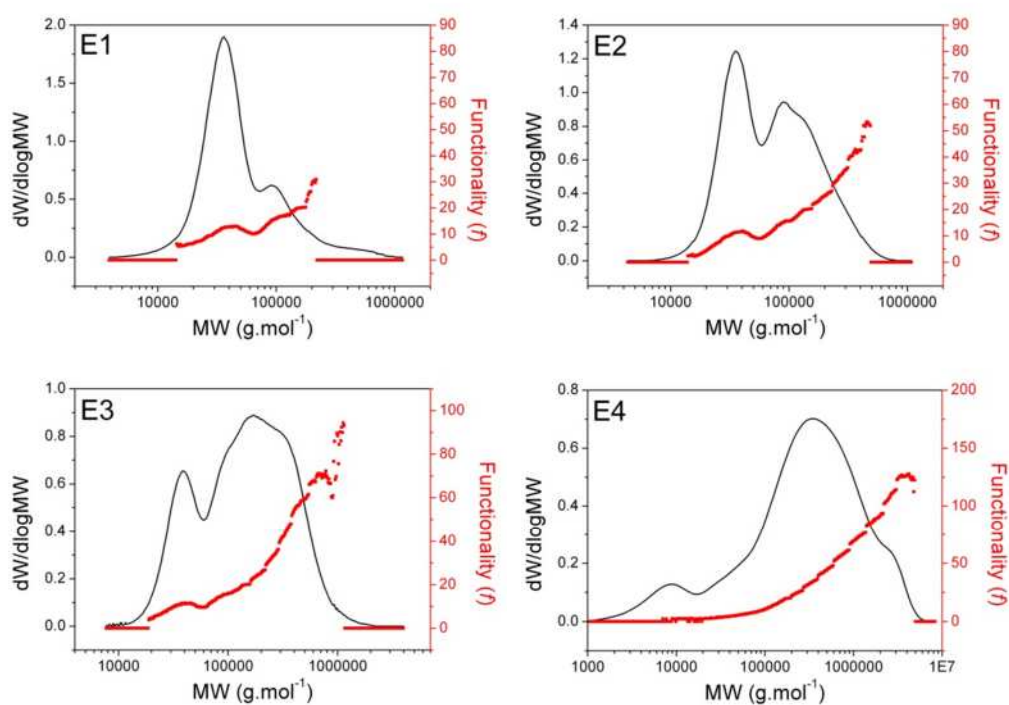 E1
2.0
1.5
1.0
0.5
0.0
dW/dlogMW
90
80
70
60
50
40
30
20
10
0
Functionality (f)
10000 100000 1000000
MW (g.mol⁻¹)
E2
1.4
1.2
1.0
0.8
0.6
0.4
0.2
0.0
dW/dlogMW
90
80
70
60
50
40
30
20
10
0
Functionality (f)
10000 100000 1000000
MW (g.mol⁻¹)
E3
1.0
0.8
0.6
0.4
0.2
0.0
dW/dlogMW
100
80
60
40
20
0
Functionality (f)
10000 100000 1000000
MW (g.mol⁻¹)
E4
0.8
0.6
0.4
0.2
0.0
dW/dlogMW
200
150
100
50
0
Functionality (f)
1000 10000 100000 1000000 1E7
MW (g.mol⁻¹)